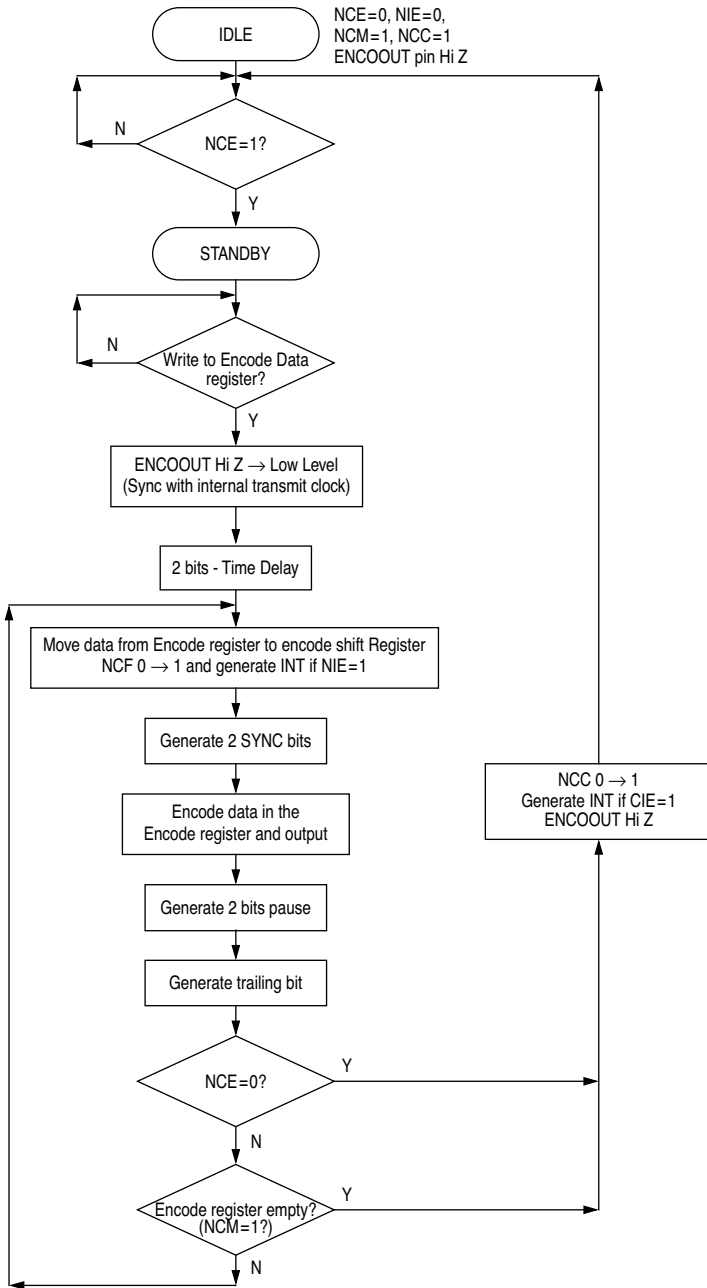 IDLE
NCE=0, NIE=0,
NCM=1, NCC=1
ENCOOUT pin Hi Z
N
NCE=1?
Y
STANDBY
N
Write to Encode Data
register?
Y
ENCOOUT Hi Z → Low Level
(Sync with internal transmit clock)
2 bits - Time Delay
Move data from Encode register to encode shift Register
NCF 0 → 1 and generate INT if NIE=1
Generate 2 SYNC bits
Encode data in the
Encode register and output
NCC 0 → 1
Generate INT if CIE=1
ENCOOUT Hi Z
Generate 2 bits pause
Generate trailing bit
NCE=0?
Y
N
Encode register empty?
(NCM=1?)
Y
N